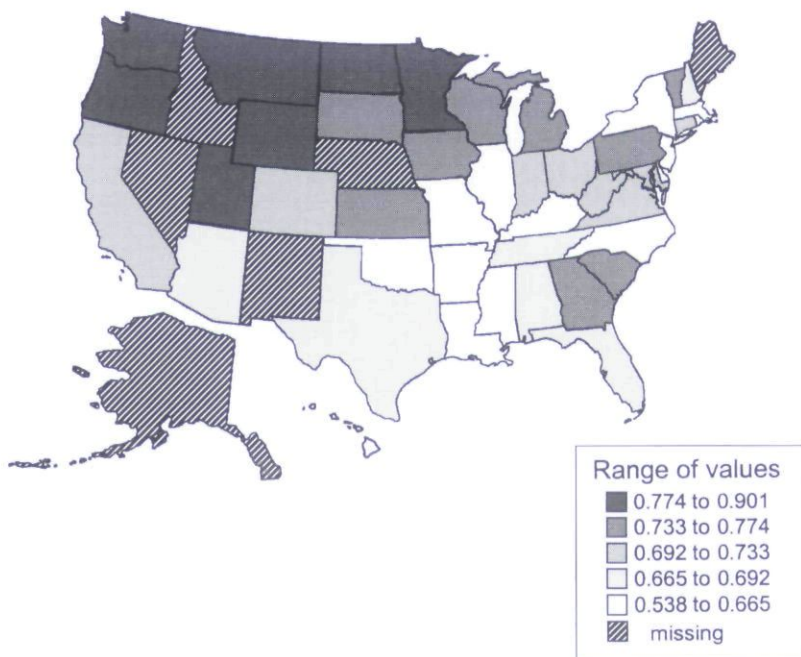 Range of values
0.774 to 0.901
0.733 to 0.774
0.692 to 0.733
0.665 to 0.692
0.538 to 0.665
missing